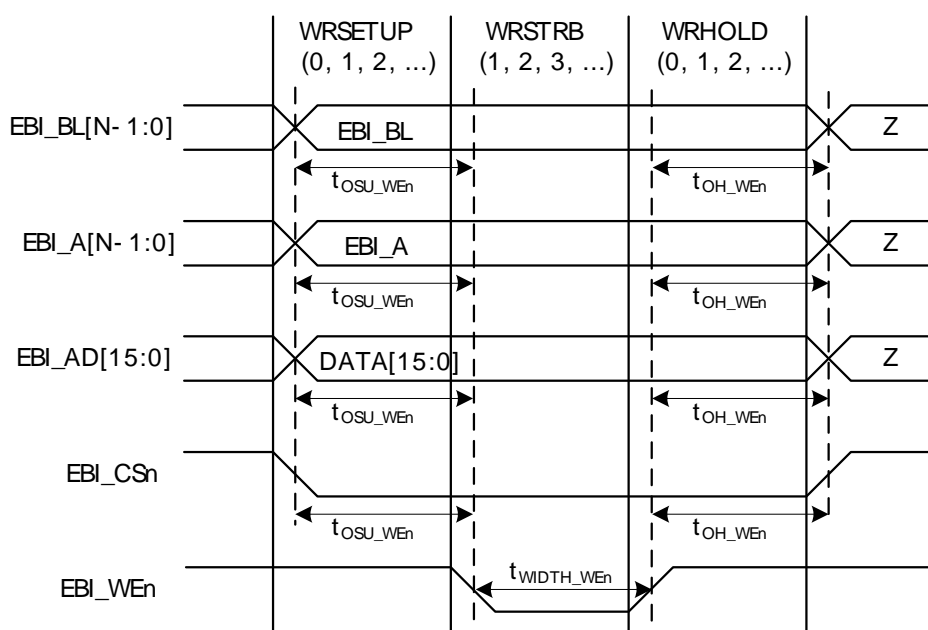 WRSETUP WRSTRB WRHOLD
(0, 1, 2, ...) (1, 2, 3, ...) (0, 1, 2, ...)
EBI_BL[N-1:0] EBI_BL Z
tOSU_WEn tOH_WEn
EBI_A[N-1:0] EBI_A Z
tOSU_WEn tOH_WEn
EBI_AD[15:0] DATA[15:0] Z
tOSU_WEn tOH_WEn
EBI_CSn
tOSU_WEn tOH_WEn
EBI_WEn tWIDTH_WEn